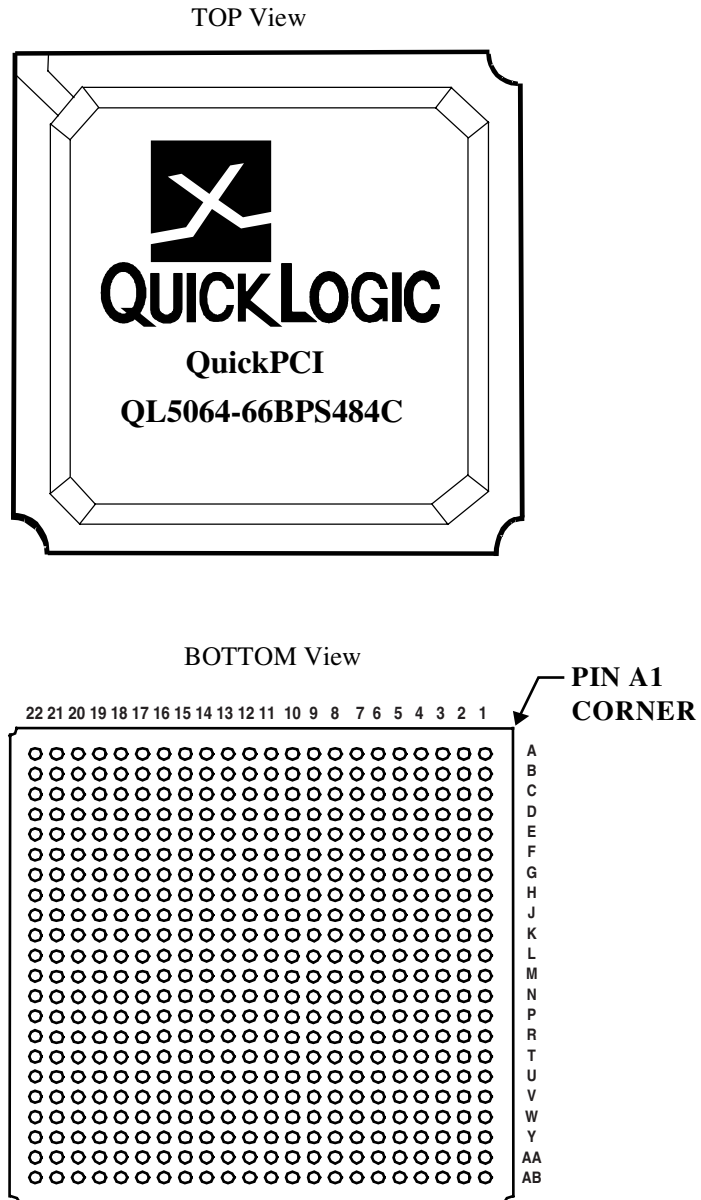 TOP View
QUICKLOGIC
QuickPCI
QL5064-66BPS484C
BOTTOM View
PIN A1
CORNER
22 21 20 19 18 17 16 15 14 13 12 11 10 9 8 7 6 5 4 3 2 1
A
B
C
D
E
F
G
H
J
K
L
M
N
P
R
T
U
V
W
Y
AA
AB